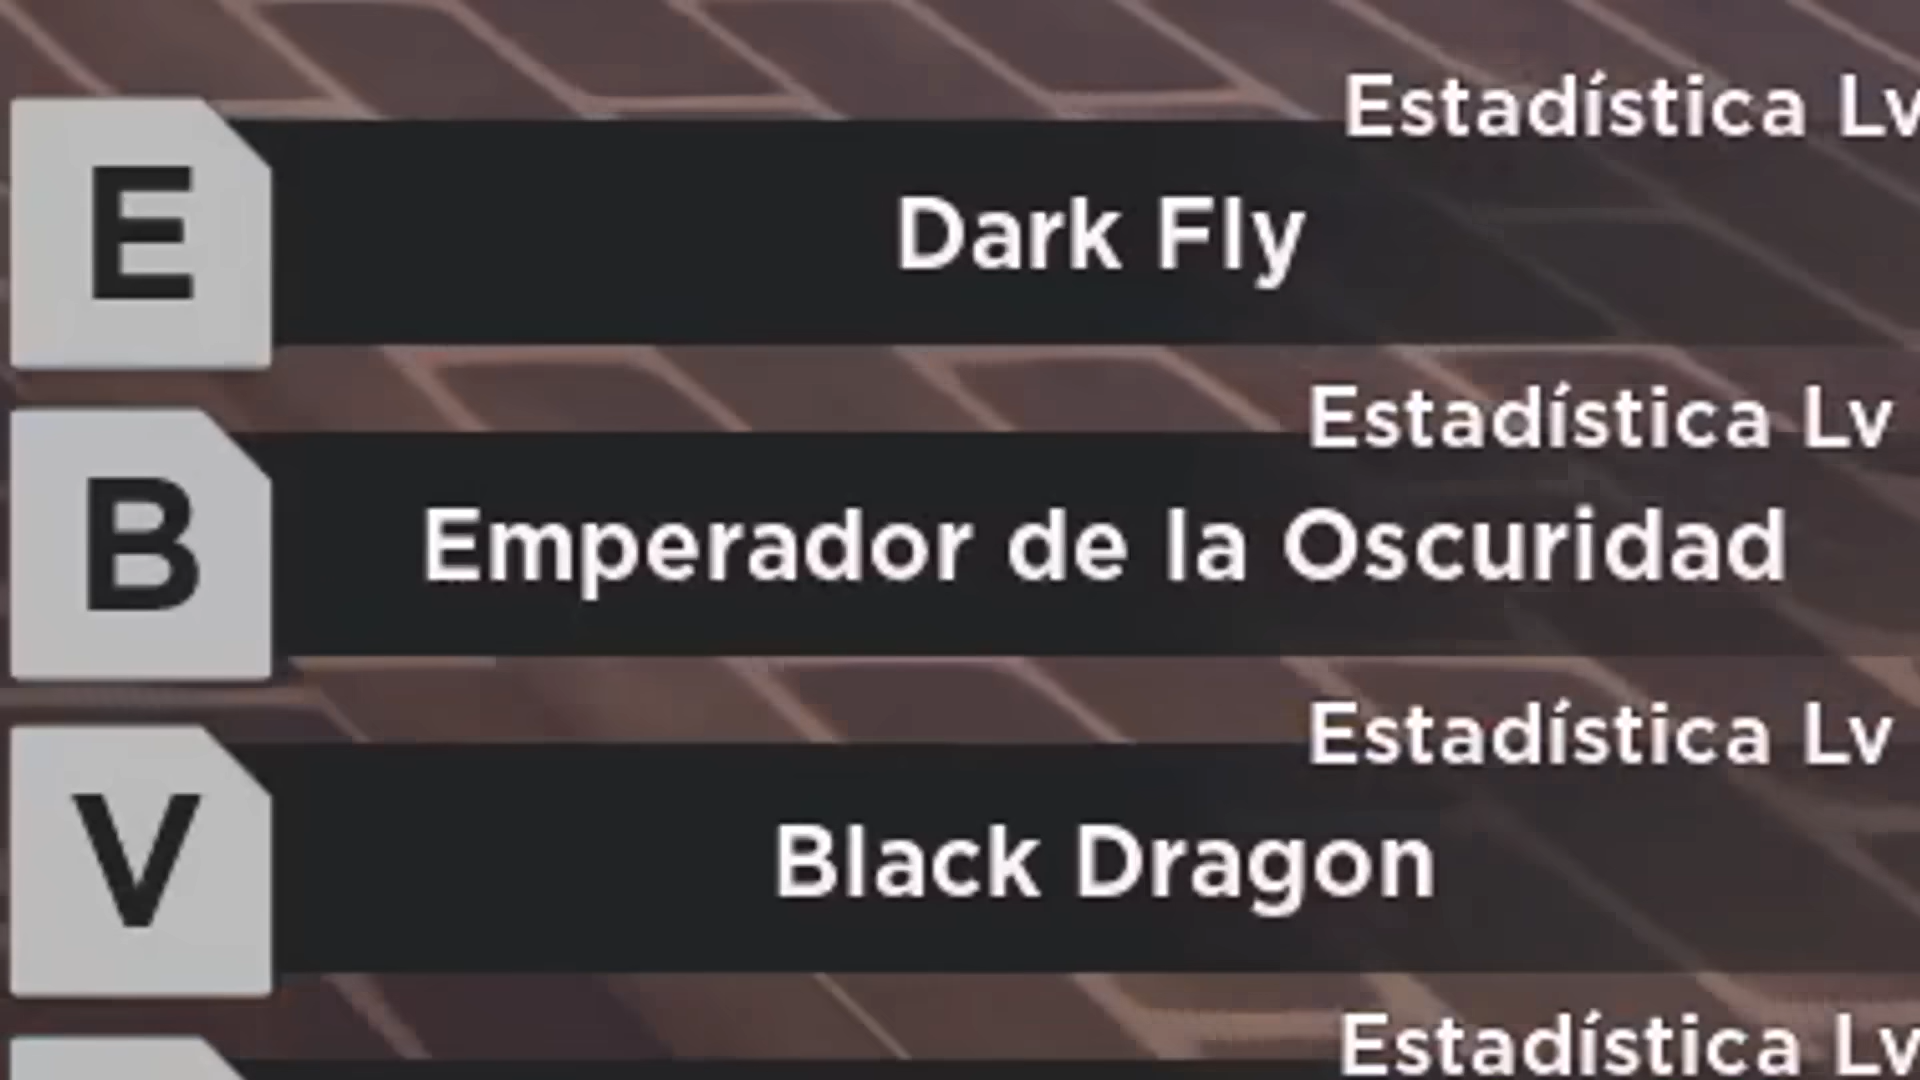 Estadística Lv
E
Dark Fly
Estadística Lv
B
Emperador de la Oscuridad
Estadística Lv
V
Black Dragon
Estadística Lv